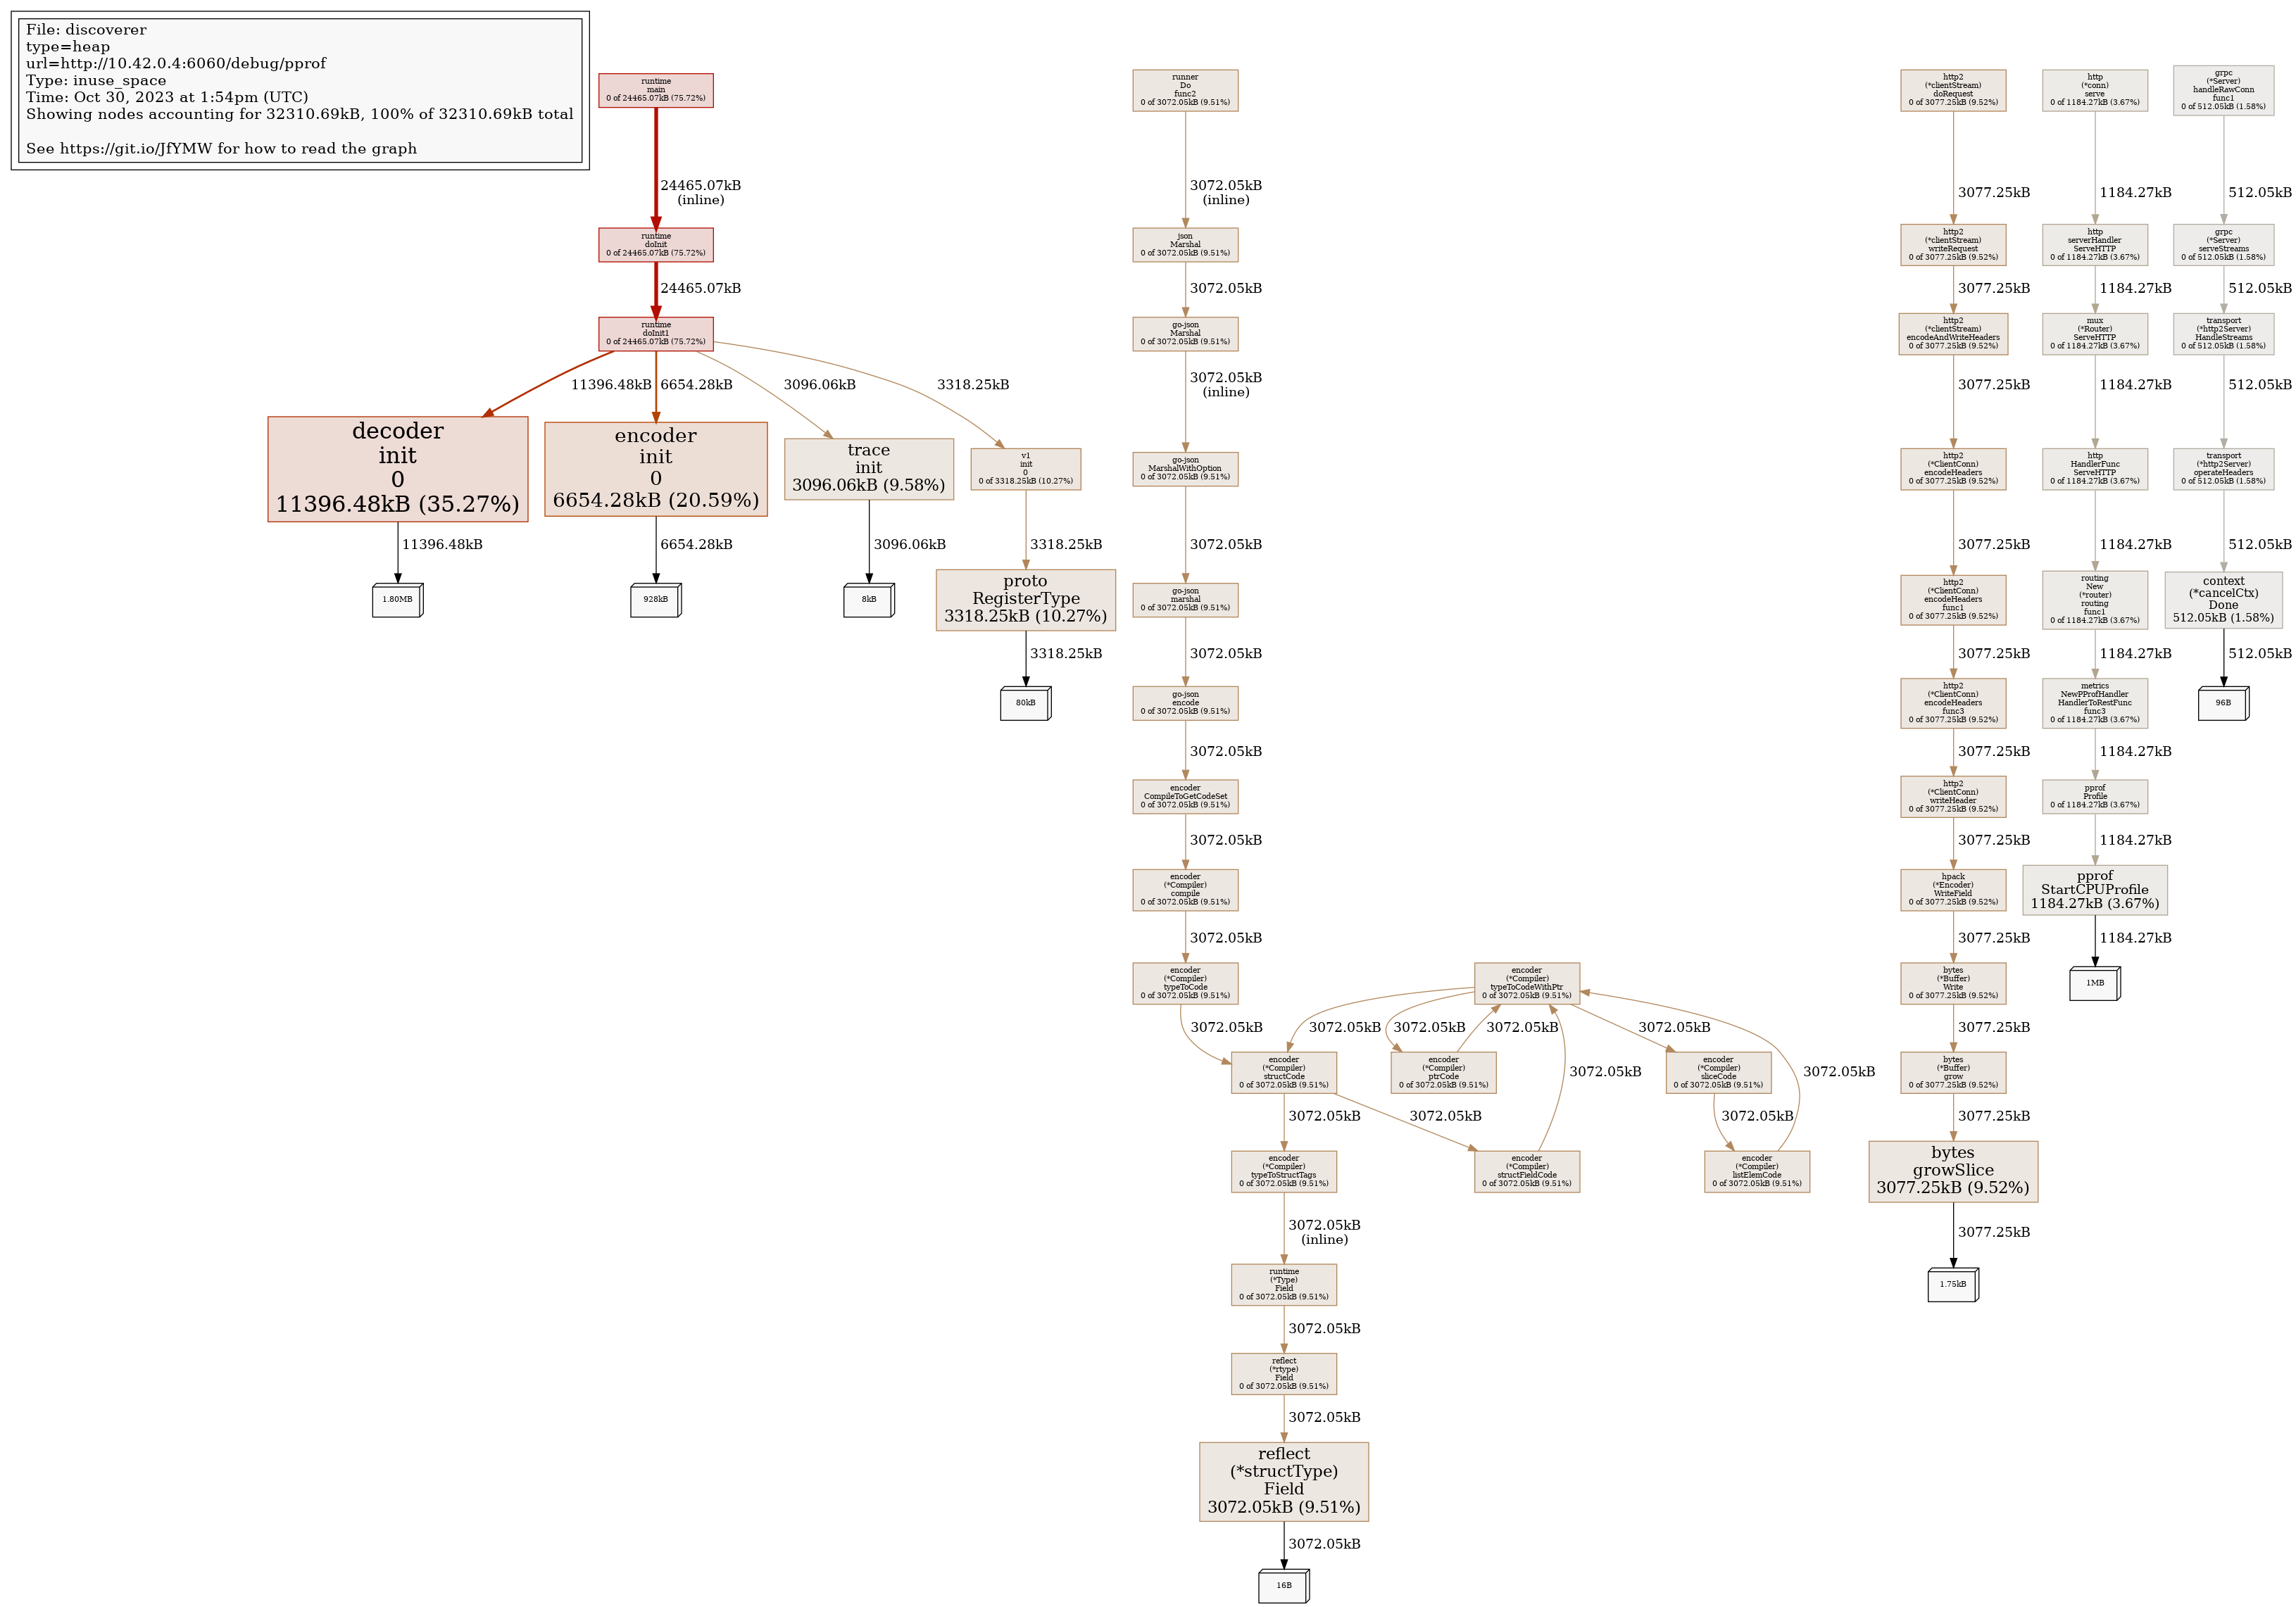 File: discoverer
type=heap
url=http://10.42.0.4:6060/debug/pprof
Type: inuse_space
Time: Oct 30, 2023 at 1:54pm (UTC)
Showing nodes accounting for 32310.69kB, 100% of 32310.69kB total
See https://git.io/JfYMW for how to read the graph
runtime
main
0 of 24465.07kB (75.72%)
24465.07kB
(inline)
runtime
doInit
0 of 24465.07kB (75.72%)
24465.07kB
runtime
doInit1
0 of 24465.07kB (75.72%)
11396.48kB
6654.28kB
3096.06kB
3318.25kB
decoder
init
0
11396.48kB (35.27%)
11396.48kB
1.80MB
encoder
init
0
6654.28kB (20.59%)
6654.28kB
928kB
trace
init
3096.06kB (9.58%)
3096.06kB
8kB
v1
init
0
0 of 3318.25kB (10.27%)
3318.25kB
proto
RegisterType
3318.25kB (10.27%)
3318.25kB
80kB
runner
Do
func2
0 of 3072.05kB (9.51%)
3072.05kB
(inline)
json
Marshal
0 of 3072.05kB (9.51%)
3072.05kB
go-json
Marshal
0 of 3072.05kB (9.51%)
3072.05kB
(inline)
go-json
MarshalWithOption
0 of 3072.05kB (9.51%)
3072.05kB
go-json
marshal
0 of 3072.05kB (9.51%)
3072.05kB
go-json
encode
0 of 3072.05kB (9.51%)
3072.05kB
encoder
CompileToGetCodeSet
0 of 3072.05kB (9.51%)
3072.05kB
encoder
(*Compiler)
compile
0 of 3072.05kB (9.51%)
3072.05kB
encoder
(*Compiler)
typeToCode
0 of 3072.05kB (9.51%)
3072.05kB
encoder
(*Compiler)
typeToCodeWithPtr
0 of 3072.05kB (9.51%)
3072.05kB
3072.05kB
3072.05kB
3072.05kB
encoder
(*Compiler)
structCode
0 of 3072.05kB (9.51%)
encoder
(*Compiler)
ptrCode
0 of 3072.05kB (9.51%)
3072.05kB
encoder
(*Compiler)
sliceCode
0 of 3072.05kB (9.51%)
3072.05kB
3072.05kB
3072.05kB
3072.05kB
encoder
(*Compiler)
typeToStructTags
0 of 3072.05kB (9.51%)
encoder
(*Compiler)
structFieldCode
0 of 3072.05kB (9.51%)
encoder
(*Compiler)
listElemCode
0 of 3072.05kB (9.51%)
3072.05kB
(inline)
runtime
(*Type)
Field
0 of 3072.05kB (9.51%)
3072.05kB
reflect
(*rtype)
Field
0 of 3072.05kB (9.51%)
3072.05kB
reflect
(*structType)
Field
3072.05kB (9.51%)
3072.05kB
16B
http2
(*clientStream)
doRequest
0 of 3077.25kB (9.52%)
3077.25kB
http2
(*clientStream)
writeRequest
0 of 3077.25kB (9.52%)
3077.25kB
http2
(*clientStream)
encodeAndWriteHeaders
0 of 3077.25kB (9.52%)
3077.25kB
http2
(*ClientConn)
encodeHeaders
0 of 3077.25kB (9.52%)
3077.25kB
http2
(*ClientConn)
encodeHeaders
func1
0 of 3077.25kB (9.52%)
3077.25kB
http2
(*ClientConn)
encodeHeaders
func3
0 of 3077.25kB (9.52%)
3077.25kB
http2
(*ClientConn)
writeHeader
0 of 3077.25kB (9.52%)
3077.25kB
hpack
(*Encoder)
WriteField
0 of 3077.25kB (9.52%)
3077.25kB
bytes
(*Buffer)
Write
0 of 3077.25kB (9.52%)
3077.25kB
bytes
(*Buffer)
grow
0 of 3077.25kB (9.52%)
3077.25kB
bytes
growSlice
3077.25kB (9.52%)
3077.25kB
1.75kB
http
(*conn)
serve
0 of 1184.27kB (3.67%)
1184.27kB
http
serverHandler
ServeHTTP
0 of 1184.27kB (3.67%)
1184.27kB
mux
(*Router)
ServeHTTP
0 of 1184.27kB (3.67%)
1184.27kB
http
HandlerFunc
ServeHTTP
0 of 1184.27kB (3.67%)
1184.27kB
routing
New
(*router)
routing
func1
0 of 1184.27kB (3.67%)
1184.27kB
metrics
NewPProfHandler
HandlerToRestFunc
func3
0 of 1184.27kB (3.67%)
1184.27kB
pprof
Profile
0 of 1184.27kB (3.67%)
1184.27kB
pprof
StartCPUProfile
1184.27kB (3.67%)
1184.27kB
1MB
grpc
(*Server)
handleRawConn
func1
0 of 512.05kB (1.58%)
512.05kB
grpc
(*Server)
serveStreams
0 of 512.05kB (1.58%)
512.05kB
transport
(*http2Server)
HandleStreams
0 of 512.05kB (1.58%)
512.05kB
transport
(*http2Server)
operateHeaders
0 of 512.05kB (1.58%)
512.05kB
context
(*cancelCtx)
Done
512.05kB (1.58%)
512.05kB
96B